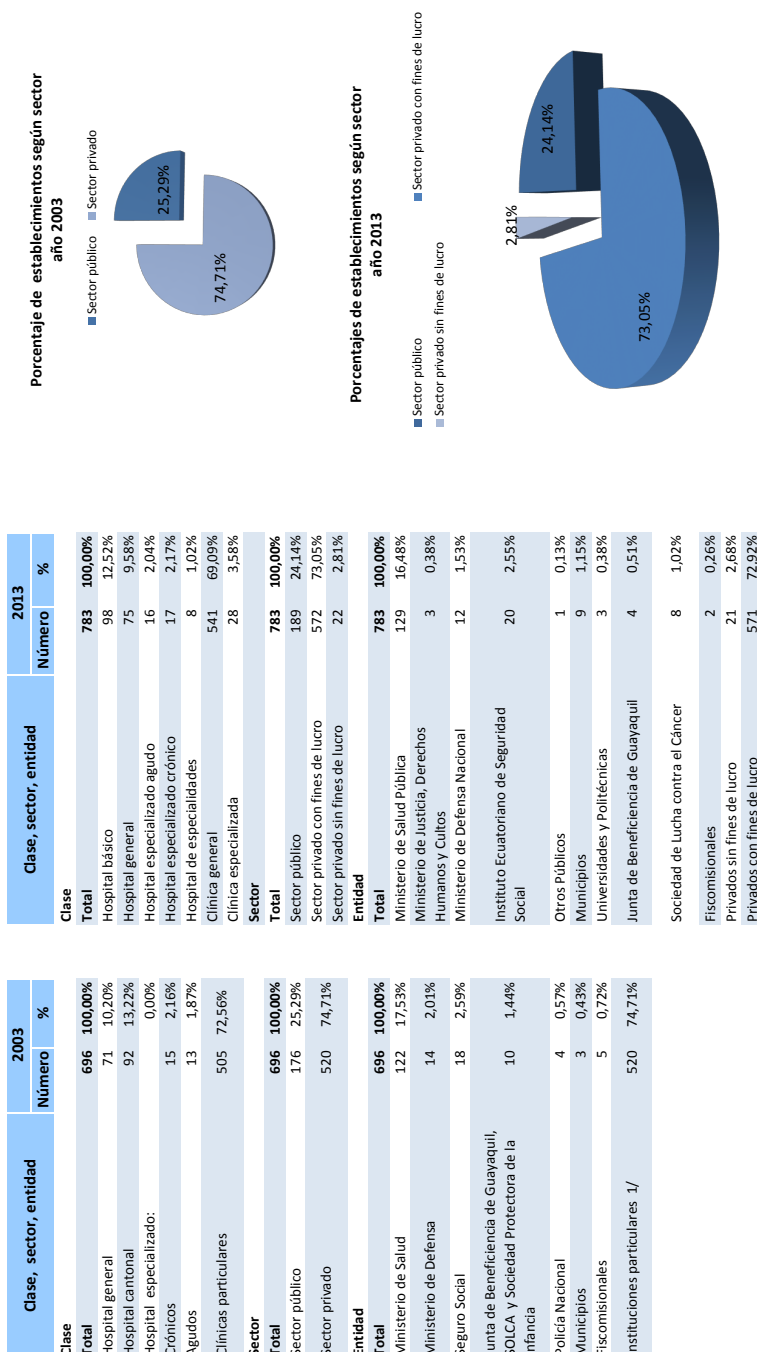 Clase, sector, entidad
2003
Número %
Clase
Total 696 100,00%
Hospital general 71 10,20%
Hospital cantonal 92 13,22%
Hospital especializado: 0,00%
Crónicos 15 2,16%
Agudos 13 1,87%
Clínicas particulares 505 72,56%
Sector
Total 696 100,00%
Sector público 176 25,29%
Sector privado 520 74,71%
Entidad
Total 696 100,00%
Ministerio de Salud 122 17,53%
Ministerio de Defensa 14 2,01%
Seguro Social 18 2,59%
unta de Beneficiencia de Guayaquil,
SOLCA y Sociedad Protectora de la
nfancia 10 1,44%
Policía Nacional 4 0,57%
Municipios 3 0,43%
Fiscomisionales 5 0,72%
nstituciones particulares 1/ 520 74,71%
Clase, sector, entidad
2013
Número %
Clase
Total 783 100,00%
Hospital básico 98 12,52%
Hospital general 75 9,58%
Hospital especializado agudo 16 2,04%
Hospital especializado crónico 17 2,17%
Hospital de especialidades 8 1,02%
Clínica general 541 69,09%
Clínica especializada 28 3,58%
Sector
Total 783 100,00%
Sector público 189 24,14%
Sector privado con fines de lucro 572 73,05%
Sector privado sin fines de lucro 22 2,81%
Entidad
Total 783 100,00%
Ministerio de Salud Pública 129 16,48%
Ministerio de Justicia, Derechos
Humanos y Cultos 3 0,38%
Ministerio de Defensa Nacional 12 1,53%
Instituto Ecuatoriano de Seguridad
Social 20 2,55%
Otros Públicos 1 0,13%
Municipios 9 1,15%
Universidades y Politécnicas 3 0,38%
Junta de Beneficiencia de Guayaquil 4 0,51%
Sociedad de Lucha contra el Cáncer 8 1,02%
Fiscomisionales 2 0,26%
Privados sin fines de lucro 21 2,68%
Privados con fines de lucro 571 72,92%
Porcentaje de establecimientos según sector
año 2003
Sector público Sector privado
25,29%
74,71%
Porcentajes de establecimientos según sector
año 2013
Sector público Sector privado con fines de lucro
Sector privado sin fines de lucro
2,81%
24,14%
73,05%